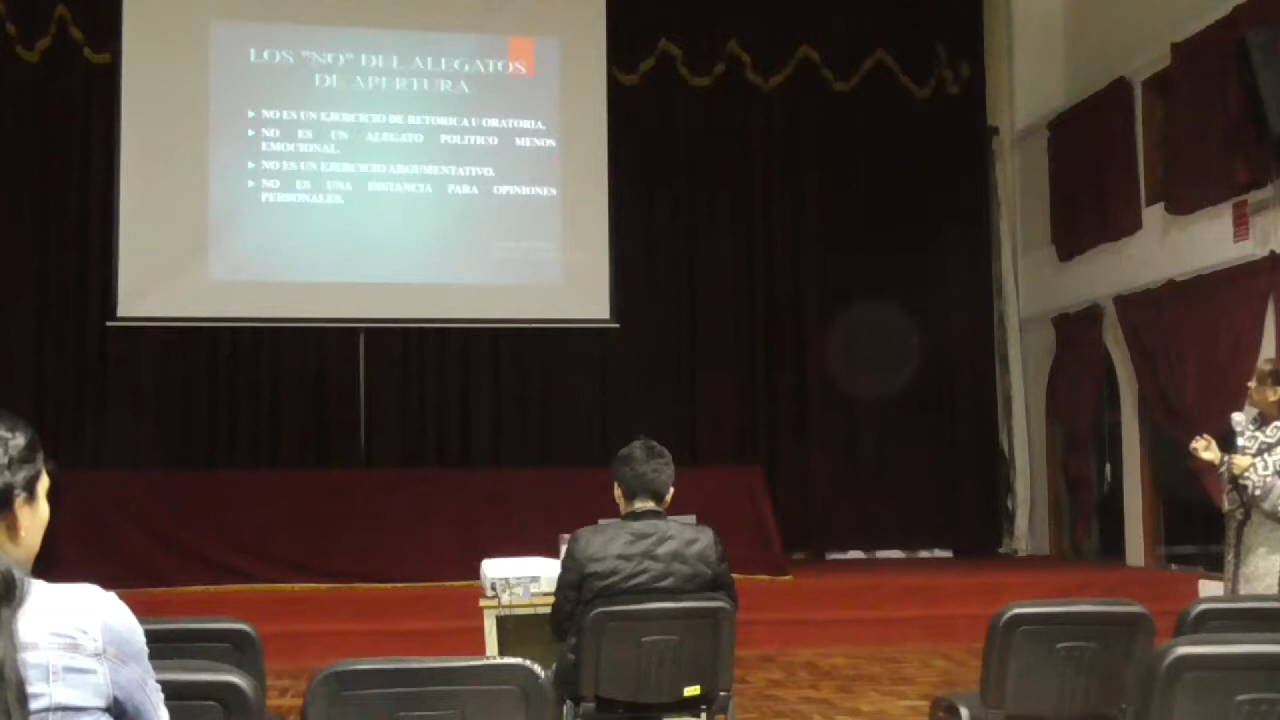 LOS "NO" DEL ALEGATOS
DE APERTURA
NO ES UN EJERCICIO DE RETORICA U ORATORIA.
NO ES UN ALEGATO POLITICO MENOS
EMOCIONAL.
NO ES UN EJERCICIO ARGUMENTATIVO.
NO ES UNA INSTANCIA PARA OPINIONES
PERSONALES.